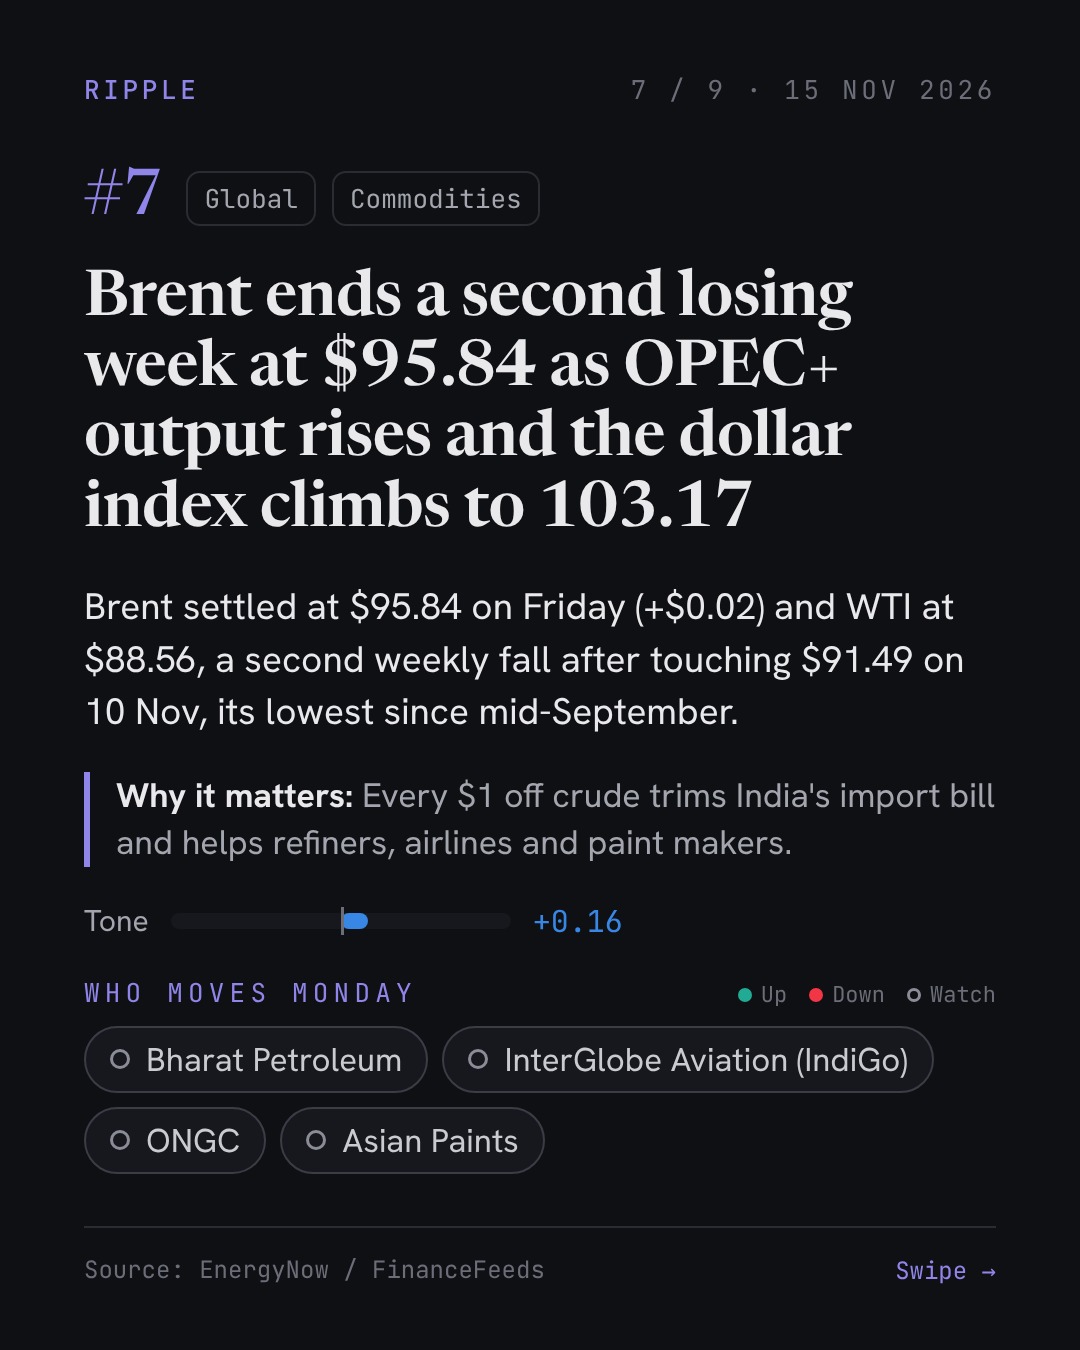 RIPPLE
7 / 9 · 15 NOV 2026
#7
Global
Commodities
Brent ends a second losing
week at $95.84 as OPEC+
output rises and the dollar
index climbs to 103.17
Brent settled at $95.84 on Friday (+$0.02) and WTI at
$88.56, a second weekly fall after touching $91.49 on
10 Nov, its lowest since mid-September.
Why it matters: Every $1 off crude trims India's import bill
and helps refiners, airlines and paint makers.
Tone
+0.16
WHO MOVES MONDAY
Up
Down
Watch
Bharat Petroleum
InterGlobe Aviation (IndiGo)
ONGC
Asian Paints
Source: EnergyNow / FinanceFeeds
Swipe →